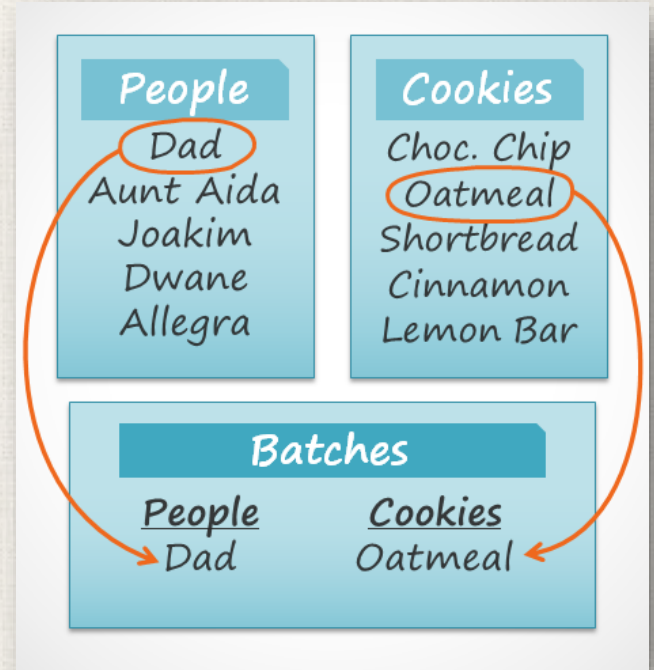 People
Dad
Aunt Aida
Joakim
Dwane
Allegra
Cookies
Choc. Chip
Oatmeal
Shortbread
Cinnamon
Lemon Bar
Batches
People Cookies
Dad Oatmeal